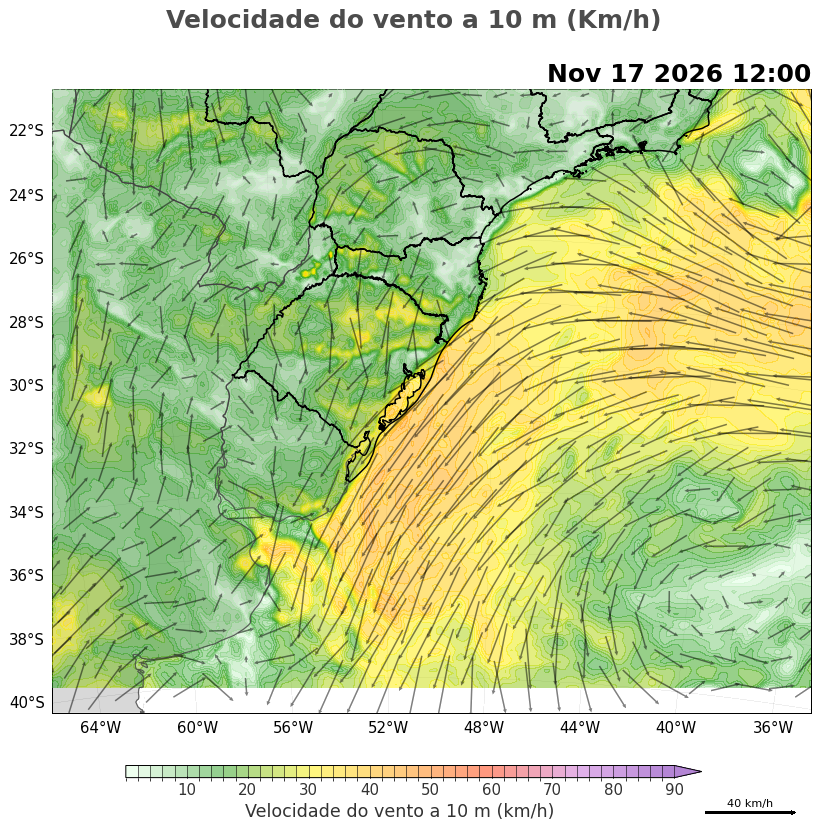 Velocidade do vento a 10 m (Km/h)
Nov 17 2026 12:00
22°S
24°S
26°S
28°S
30°S
32°S
34°S
36°S
38°S
40°S
64°W 60°W 56°W 52°W 48°W 44°W 40°W 36°W
10 20 30 40 50 60 70 80 90
Velocidade do vento a 10 m (km/h)
40 km/h